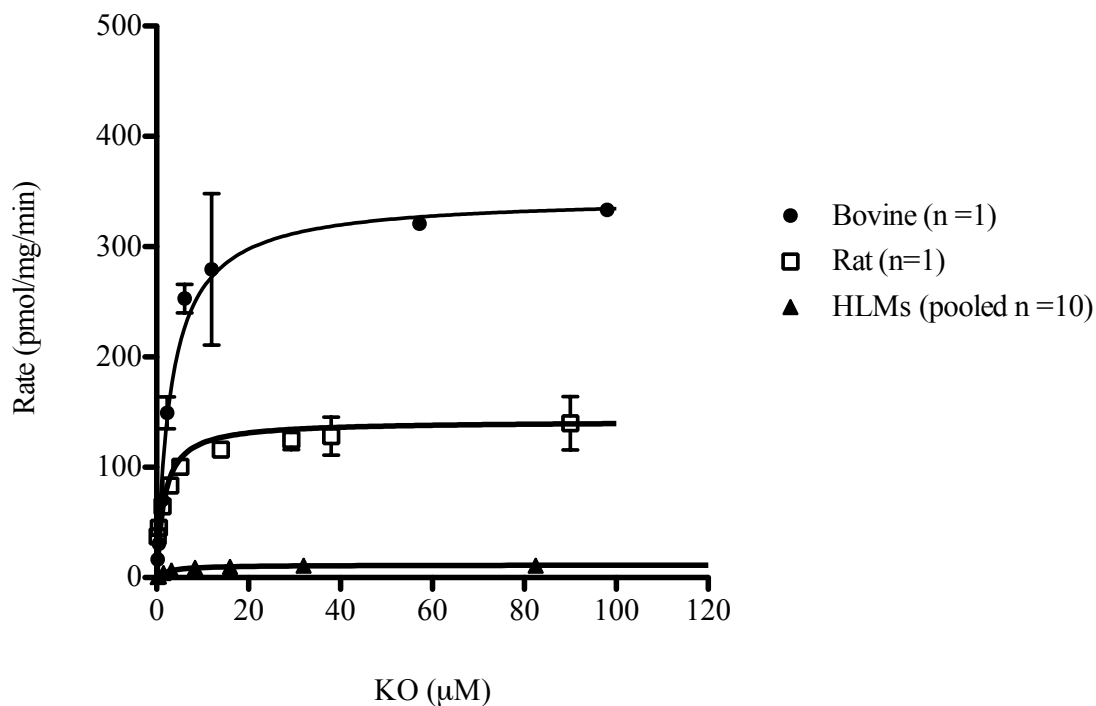 500
400
300
200
100
0
Rate (pmol/mg/min)
0 20 40 60 80 100 120
KO (μM)
Bovine (n =1)
Rat (n=1)
HLMs (pooled n =10)